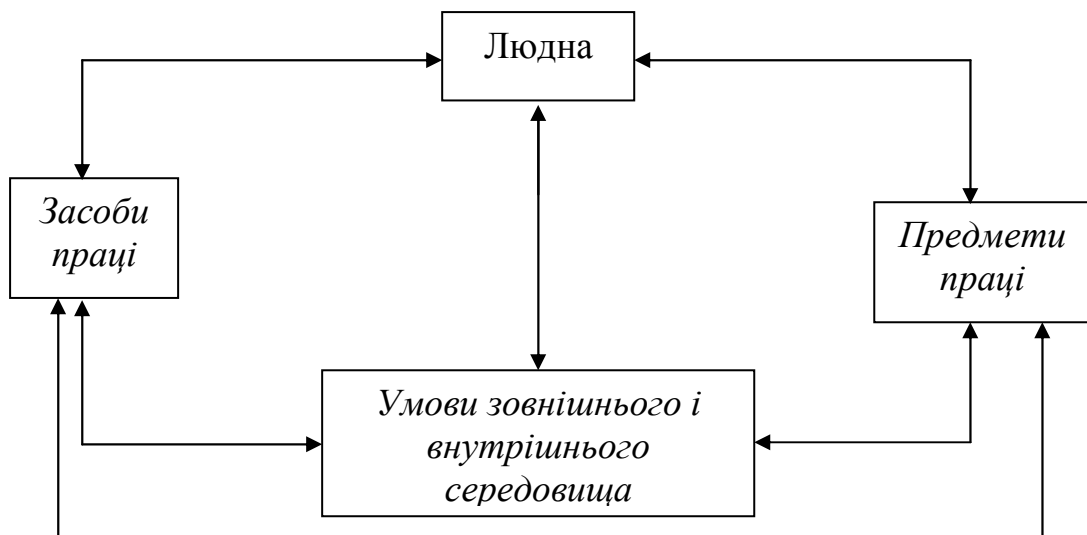 Людна
Засоби
праці
Предмети
праці
Умови зовнішнього і
внутрішнього
середовища